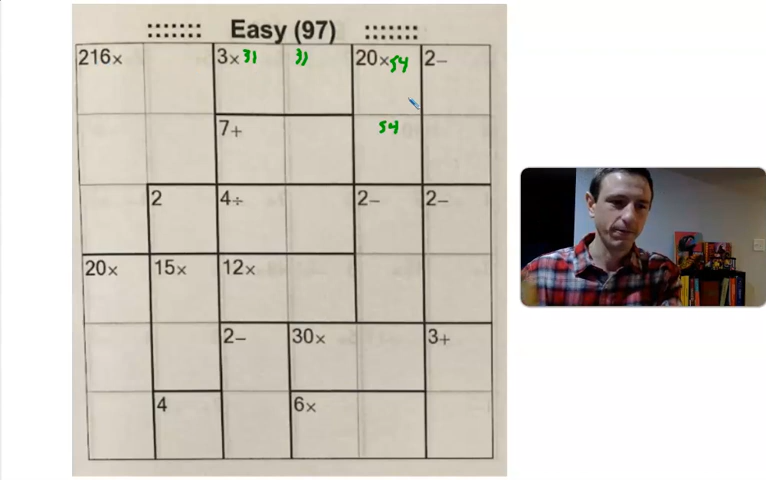 Easy (97)
216× 3× 31 31 20× 54 2−
7+ 54
2 4÷ 2− 2−
20× 15× 12×
2− 30× 3+
4 6×